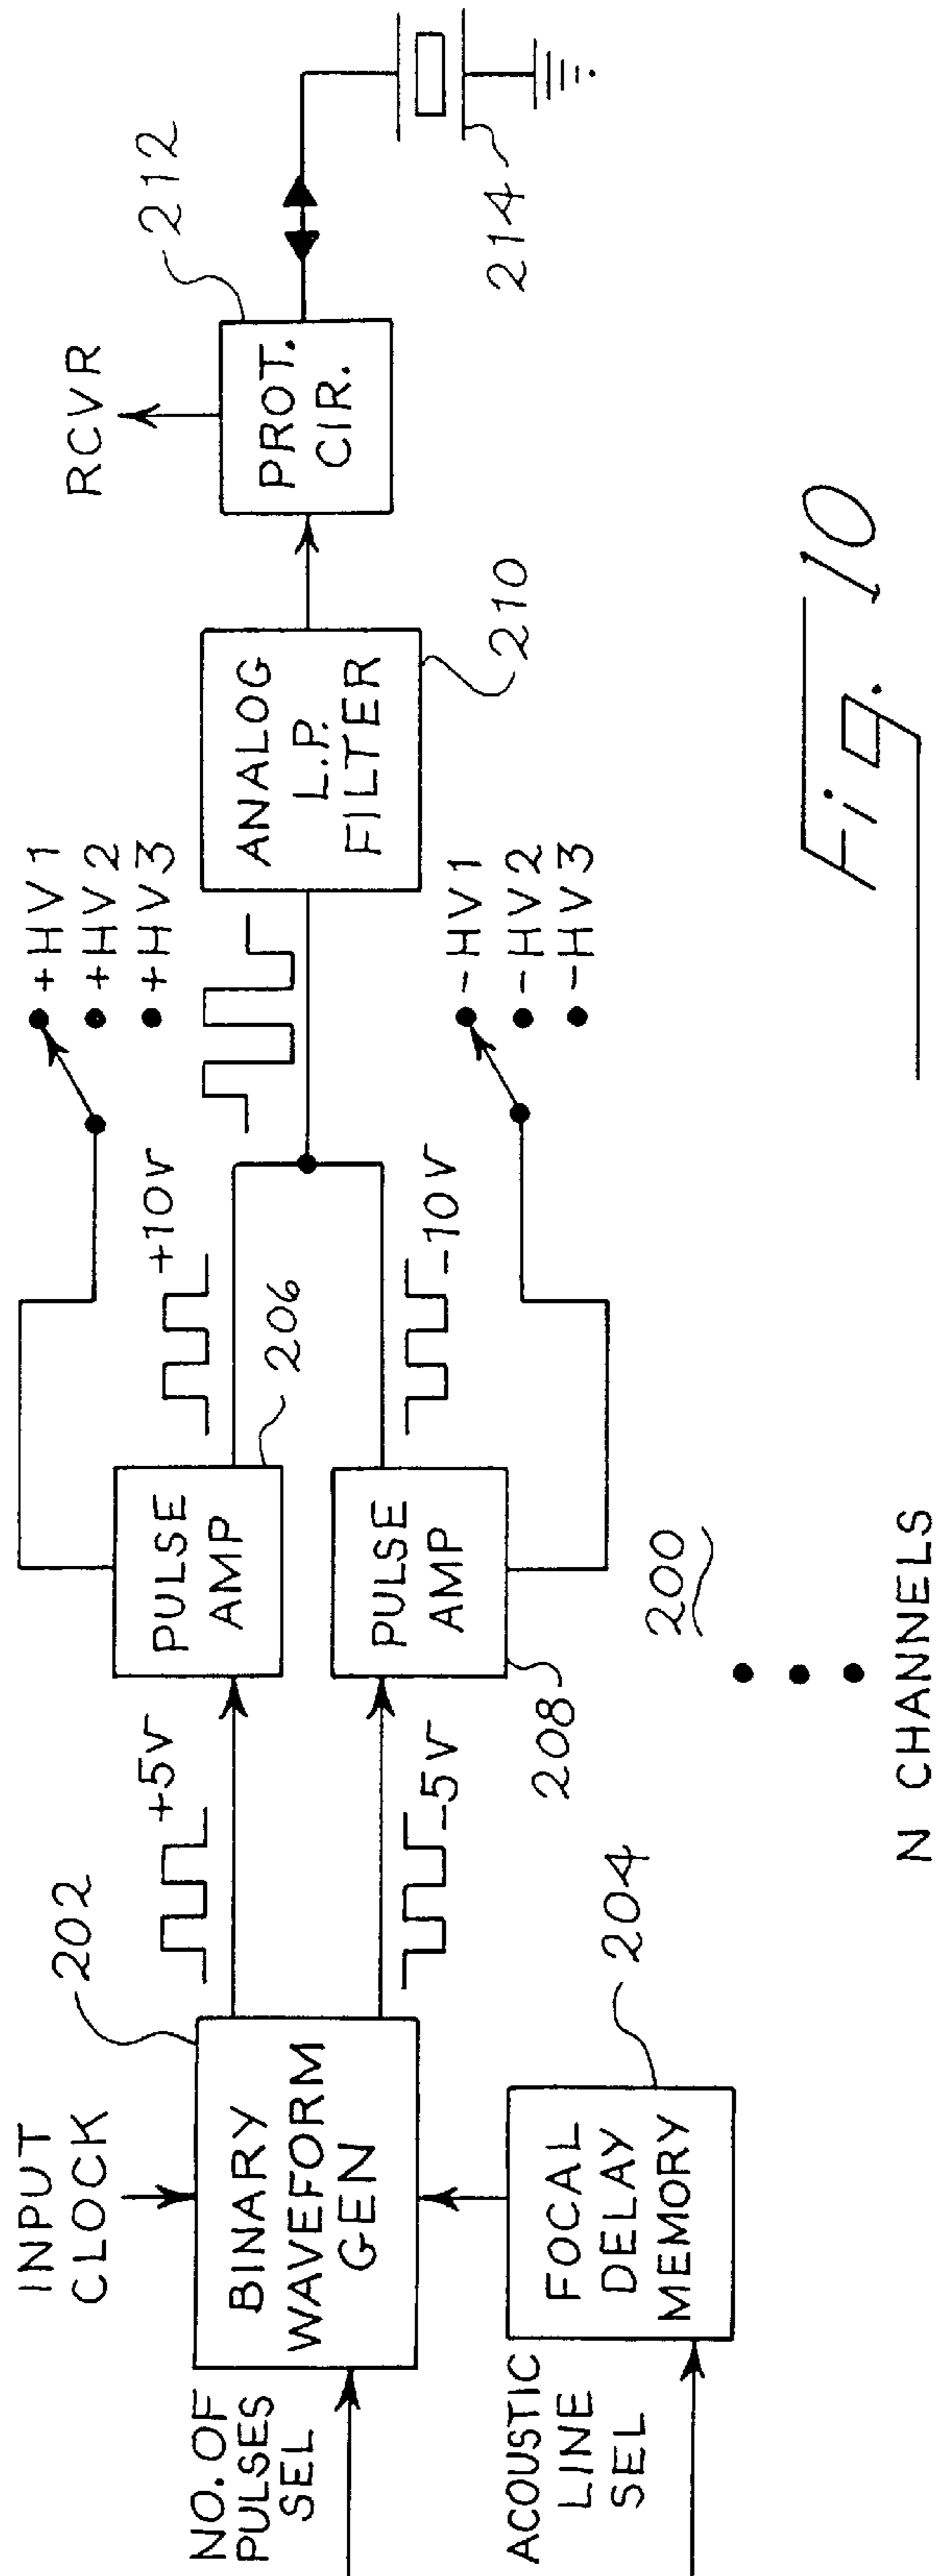 INPUT
CLOCK
202
NO. OF
PULSES
SEL
BINARY
WAVEFORM
GEN
ACOUSTIC
LINE
SEL
FOCAL
DELAY
MEMORY
204
+5V
-5V
PULSE
AMP
206
PULSE
AMP
208
+10V
-10V
+HV1
+HV2
+HV3
-HV1
-HV2
-HV3
ANALOG
L.P.
FILTER
210
RCVR
212
PROT.
CIR.
214
200
N CHANNELS
Fig. 10